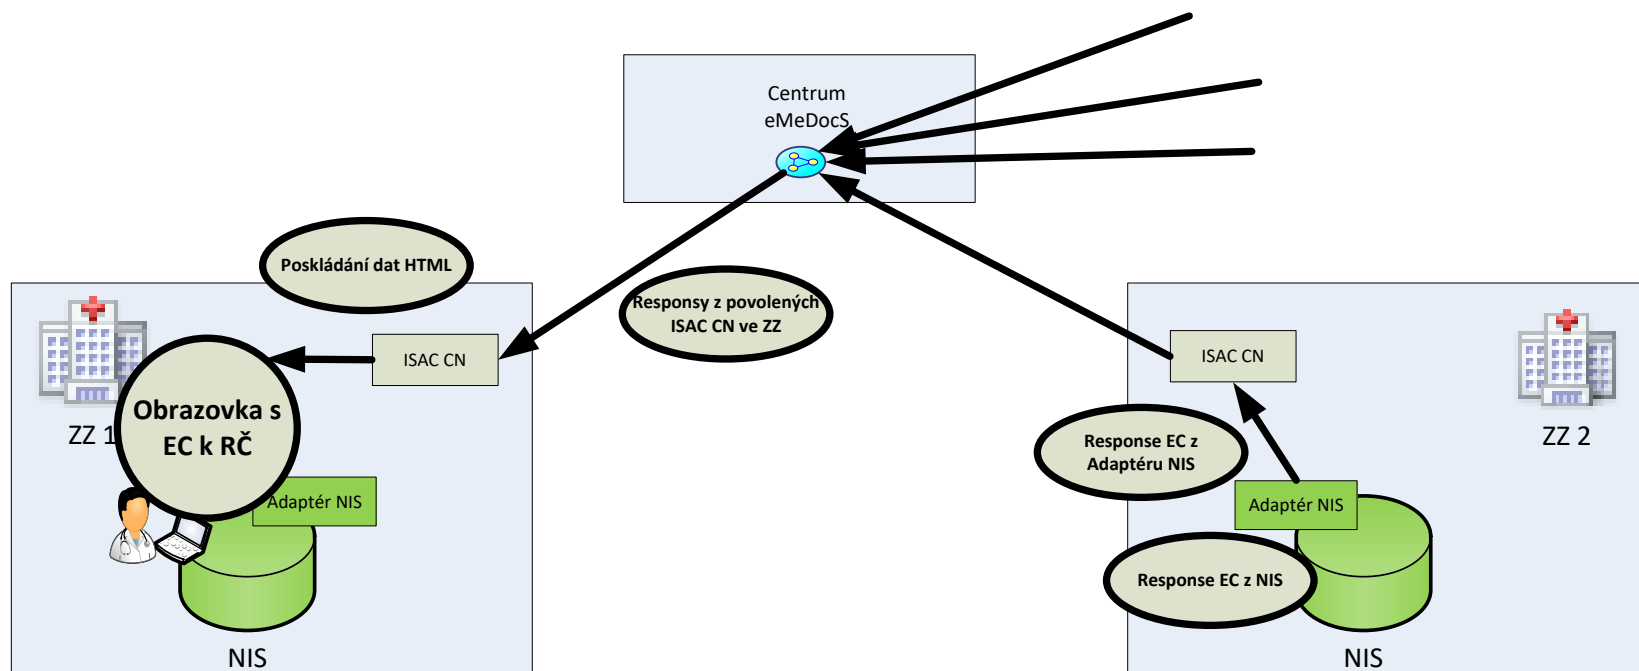 Centrum
eMeDocS
Poskládání dat HTML
Responsy z povolených
ISAC CN ve ZZ
ISAC CN
ZZ 1
Obrazovka s
EC k RČ
Adaptér NIS
NIS
ISAC CN
ZZ 2
Response EC z
Adaptéru NIS
Adaptér NIS
Response EC z NIS
NIS